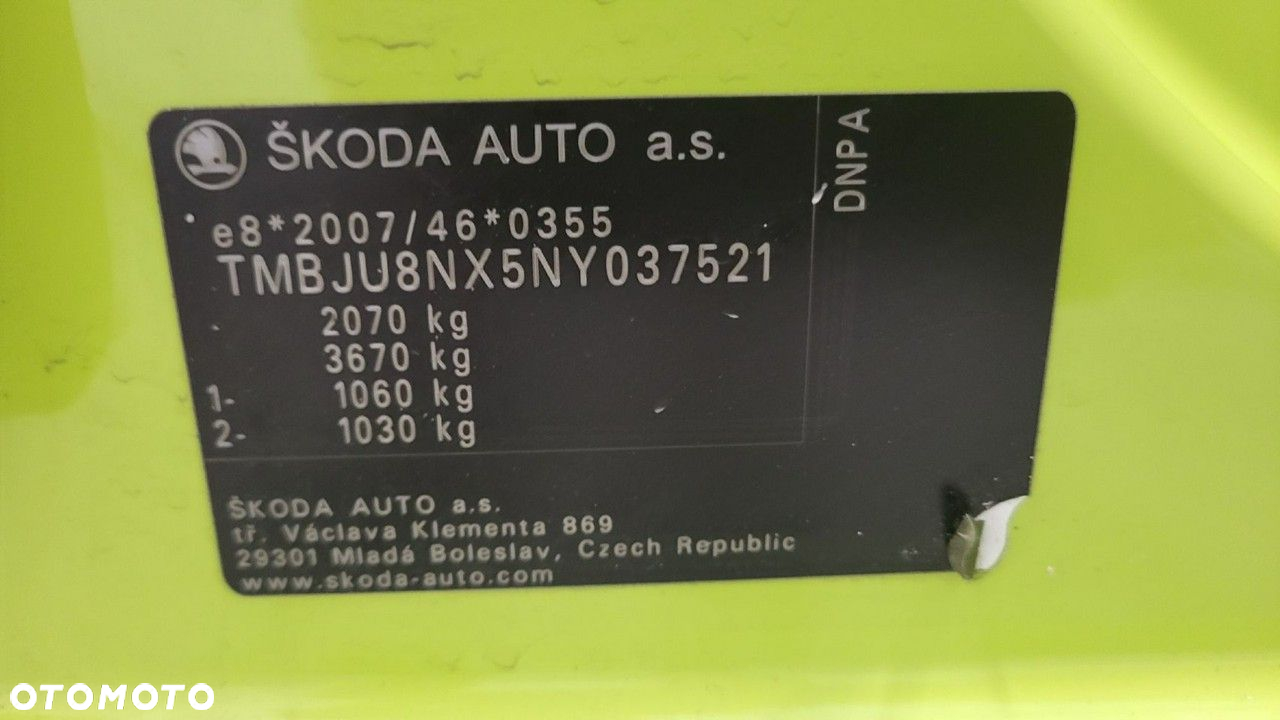 ŠKODA AUTO a.s.
DNPA
e8*2007/46*0355
TMBJU8NX5NY037521
- 2070 kg
3670 kg
1- 1060 kg
2- 1030 kg
ŠKODA AUTO a.s.
tř. Václava Klementa 869
29301 Mladá Boleslav, Czech Republic
www.skoda-auto.com
OTOMOTO